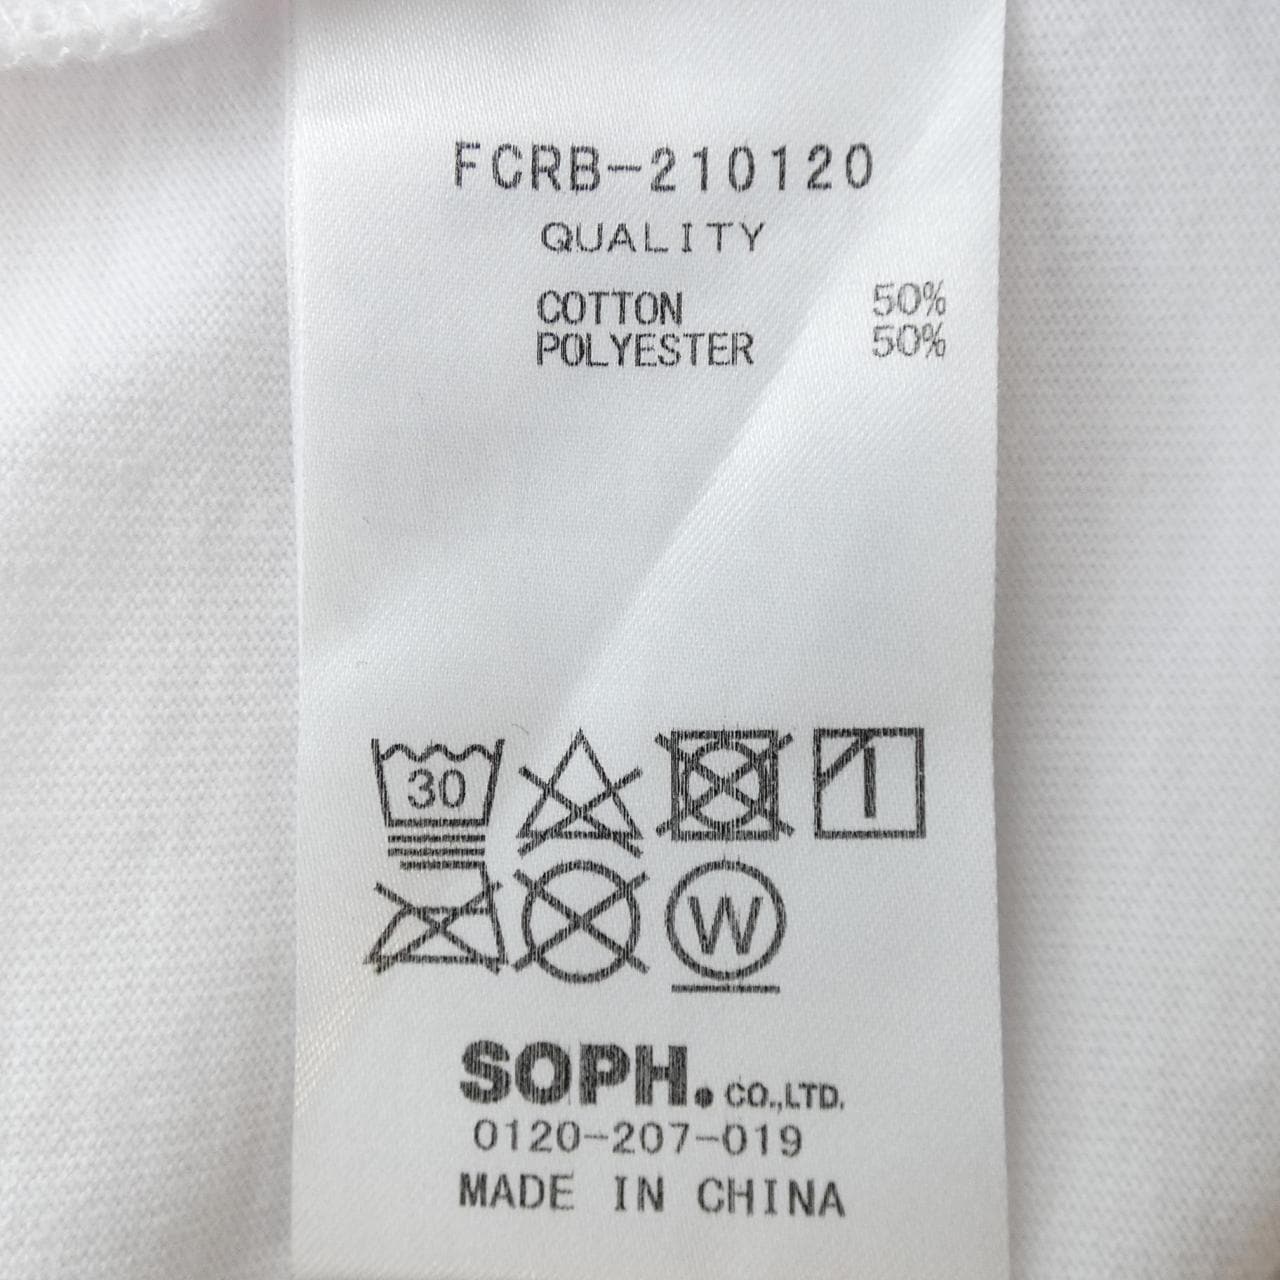 FCRB-210120
QUALITY
COTTON 50%
POLYESTER 50%
30
W
SOPH. CO.,LTD.
0120-207-019
MADE IN CHINA